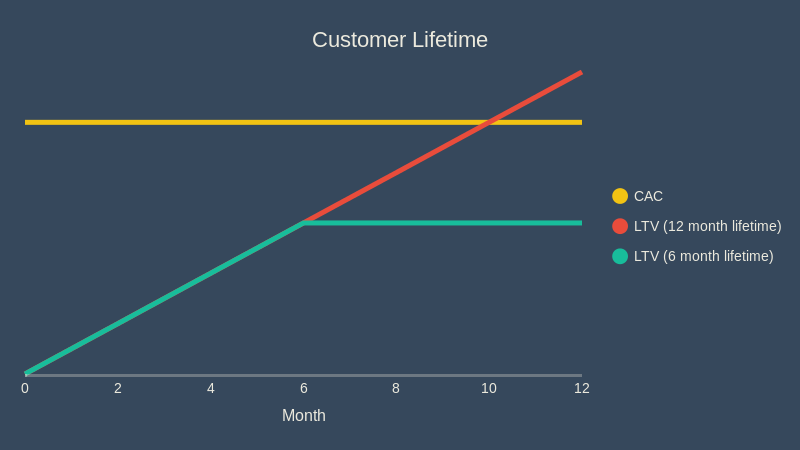 Customer Lifetime
CAC
LTV (12 month lifetime)
LTV (6 month lifetime)
0 2 4 6 8 10 12
Month